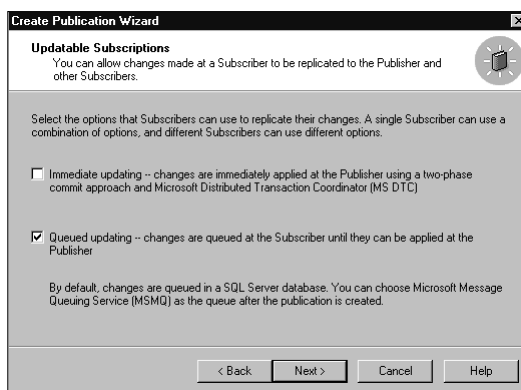 Create Publication Wizard
Updatable Subscriptions
You can allow changes made at a Subscriber to be replicated to the Publisher and
other Subscribers.
Select the options that Subscribers can use to replicate their changes. A single Subscriber can use a
combination of options, and different Subscribers can use different options.
Immediate updating -- changes are immediately applied at the Publisher using a two-phase
commit approach and Microsoft Distributed Transaction Coordinator (MS DTC)
Queued updating -- changes are queued at the Subscriber until they can be applied at the
Publisher
By default, changes are queued in a SQL Server database. You can choose Microsoft Message
Queuing Service (MSMQ) as the queue after the publication is created.
< Back Next > Cancel Help